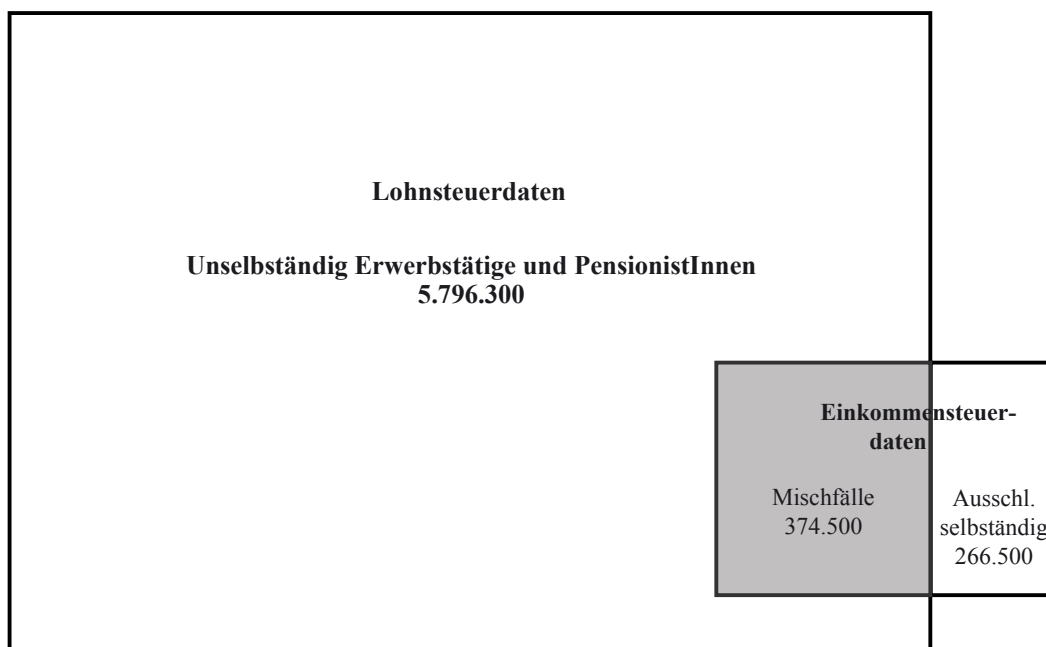 Lohnsteuerdaten
Unselbständig Erwerbstätige und PensionistInnen
5.796.300
Einkommensteuer-
daten
Mischfälle
374.500
Ausschl.
selbständig
266.500